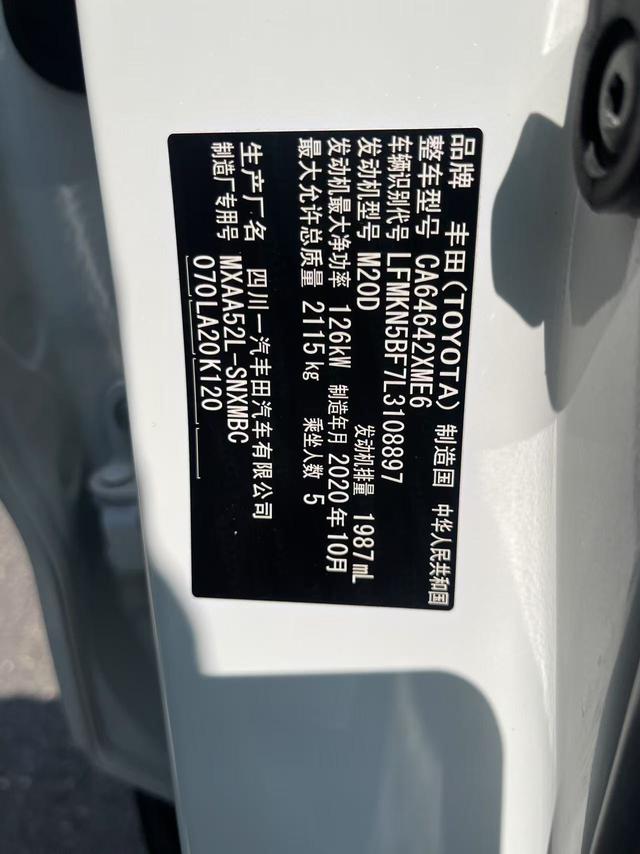 品牌 丰田(TOYOTA) 制造国 中华人民共和国
整车型号 CA64642XME6
车辆识别代号 LFMKN5BF7L3108897
发动机型号 M20D 发动机排量 1987mL
发动机最大净功率 126kW 制造年月 2020年10月
最大允许总质量 2115kg 乘坐人数 5
生产厂名 四川一汽丰田汽车有限公司
制造厂专用号 MXAA52L-SNXMBC
070LA20K120